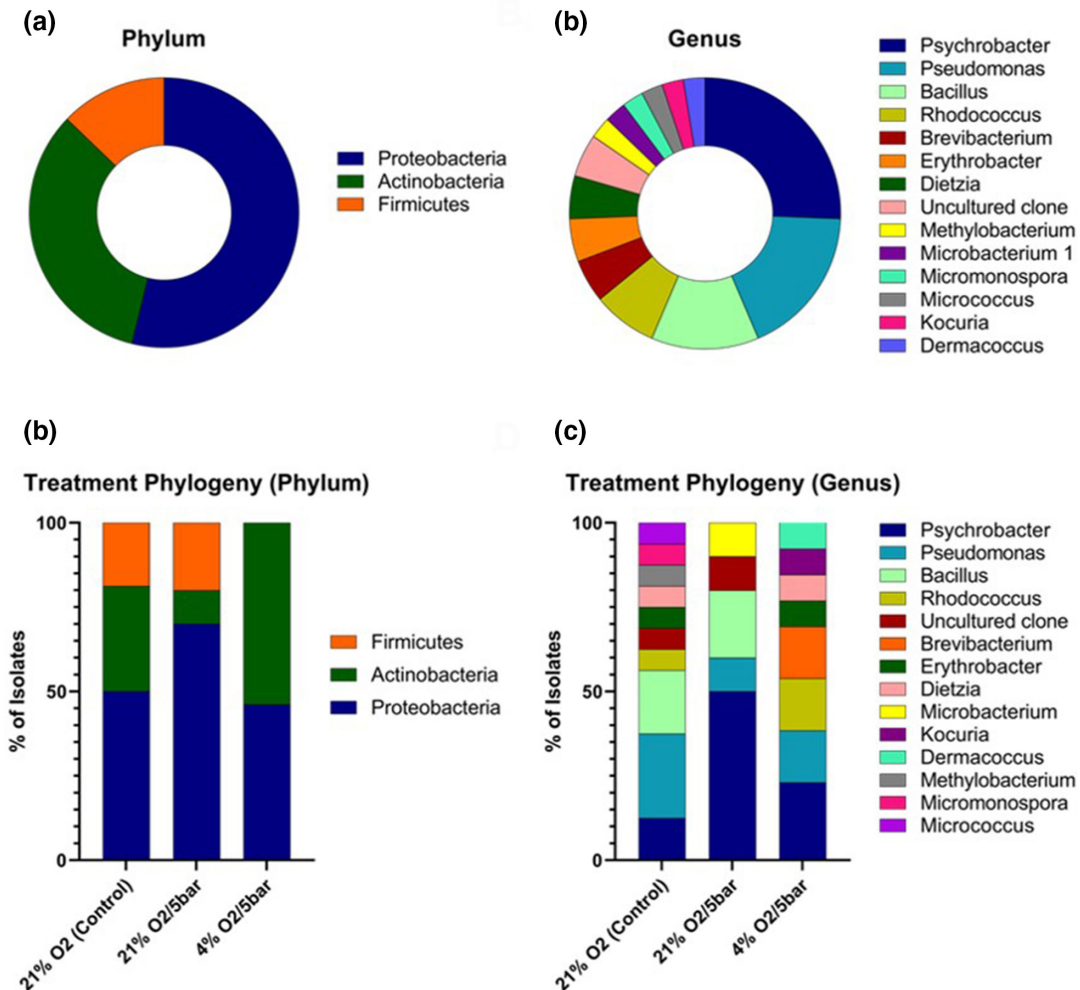 (a)
Phylum
Proteobacteria
Actinobacteria
Firmicutes
(b)
Genus
Psychrobacter
Pseudomonas
Bacillus
Rhodococcus
Brevibacterium
Erythrobacter
Dietzia
Uncultured clone
Methylobacterium
Microbacterium 1
Micromonospora
Micrococcus
Kocuria
Dermacoccus
(b)
Treatment Phylogeny (Phylum)
% of Isolates
100
50
0
21% O2 (Control)
21% O2/5bar
4% O2/5bar
Firmicutes
Actinobacteria
Proteobacteria
D
(c)
Treatment Phylogeny (Genus)
% of Isolates
100
50
0
21% O2 (Control)
21% O2/5bar
4% O2/5bar
Psychrobacter
Pseudomonas
Bacillus
Rhodococcus
Uncultured clone
Brevibacterium
Erythrobacter
Dietzia
Microbacterium
Kocuria
Dermacoccus
Methylobacterium
Micromonospora
Micrococcus